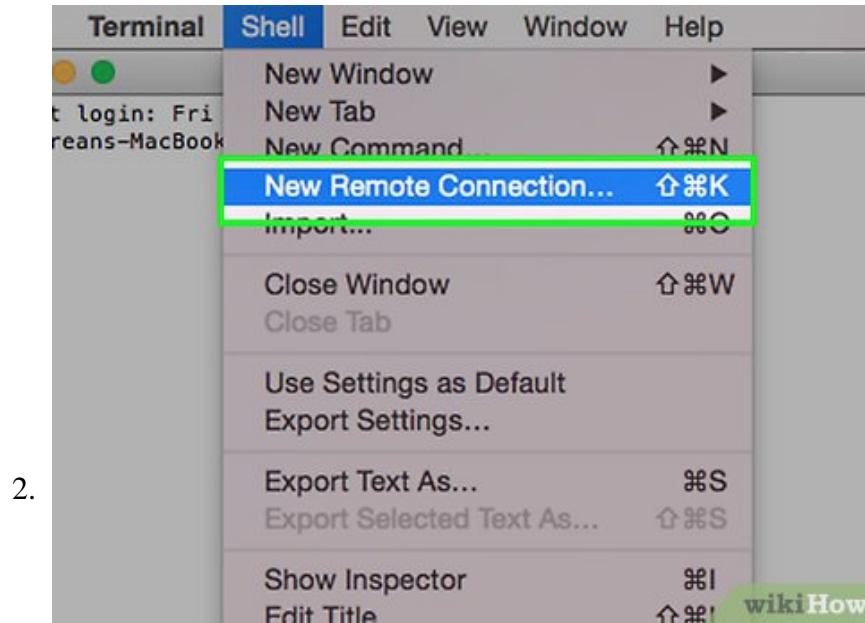 Terminal Shell Edit View Window Help
t login: Fri
reans-MacBook
New Window ▶
New Tab ▶
New Command... ⇧⌘N
New Remote Connection... ⇧⌘K
Import... ⌘O
Close Window ⇧⌘W
Close Tab
Use Settings as Default
Export Settings...
2.
Export Text As... ⌘S
Export Selected Text As... ⇧⌘S
Show Inspector ⌘I
Edit Title
wikiHow